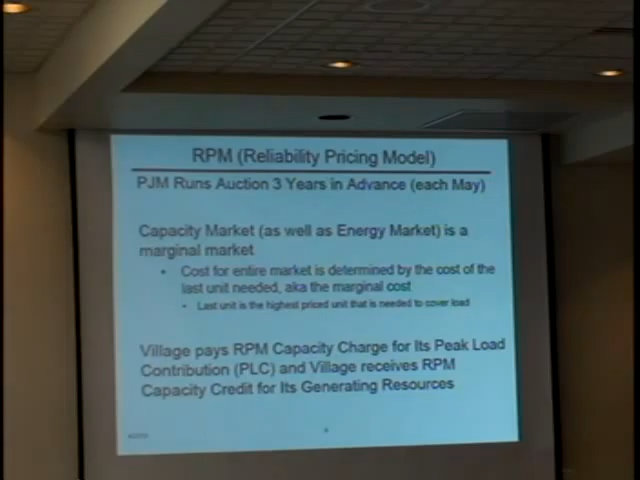 RPM (Reliability Pricing Model)
PJM Runs Auction 3 Years in Advance (each May)
Capacity Market (as well as Energy Market) is a
marginal market
• Cost for entire market is determined by the cost of the
last unit needed, aka the marginal cost
• Last unit is the highest priced unit that is needed to cover load
Village pays RPM Capacity Charge for Its Peak Load
Contribution (PLC) and Village receives RPM
Capacity Credit for Its Generating Resources